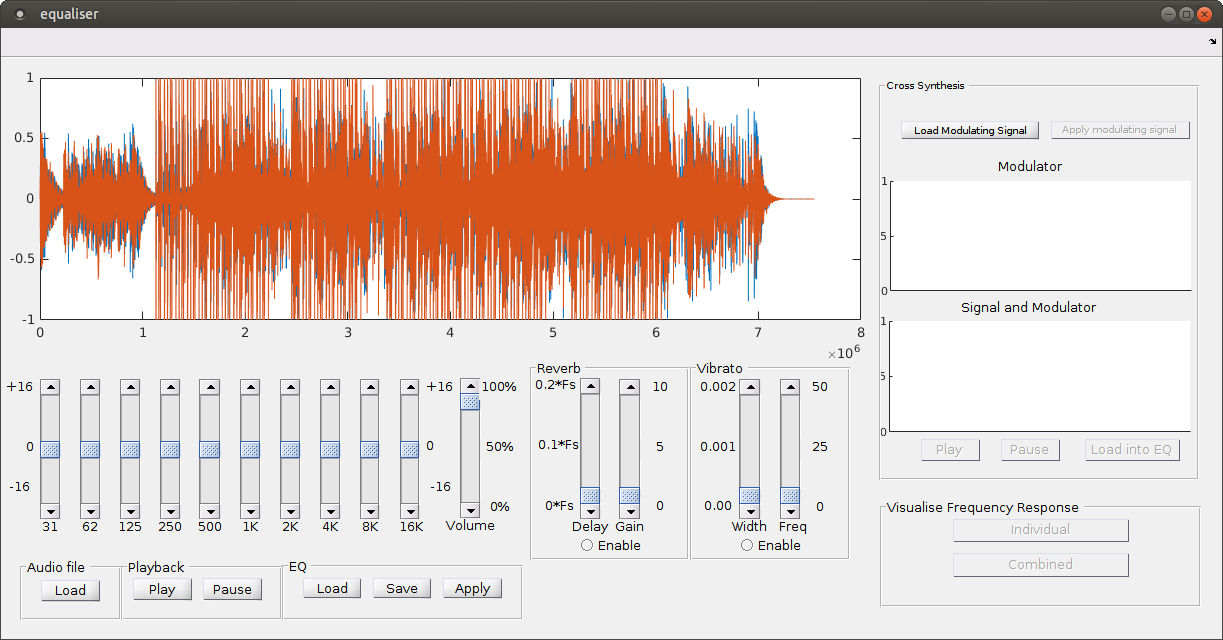 equaliser
1
0.5
0
-0.5
-1
0 1 2 3 4 5 6 7 8
×10^6
Cross Synthesis
Load Modulating Signal Apply modulating signal
Modulator
1
5
0
Signal and Modulator
1
5
0
Play Pause Load into EQ
+16 +16 100%
0 0 50%
-16 -16 0%
31 62 125 250 500 1K 2K 4K 8K 16K Volume
Reverb
0.2*Fs 10
0.1*Fs 5
0*Fs 0
Delay Gain
Enable
Vibrato
0.002 50
0.001 25
0.00 0
Width Freq
Enable
Visualise Frequency Response
Individual
Combined
Audio file
Load
Playback
Play Pause
EQ
Load Save Apply